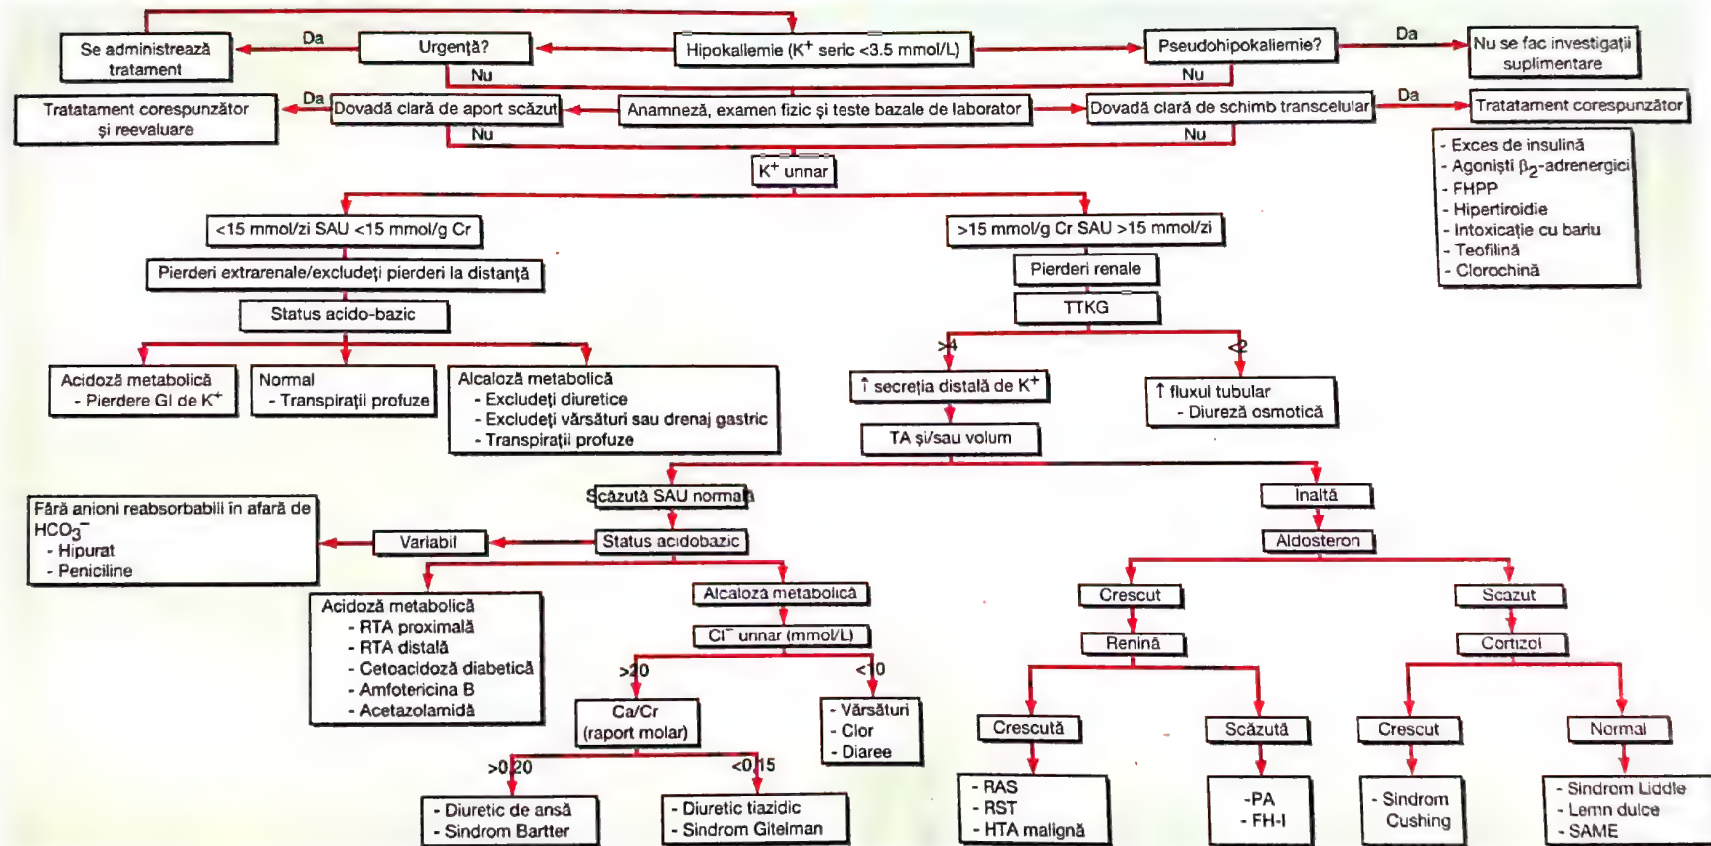 Se administrează
tratament
Da
Urgență?
Hipokaliemie (K+ seric <3.5 mmol/L)
Pseudohipokaliemie?
Da
Nu se fac investigații
suplimentare
Nu
Nu
Tratatament corespunzător
și reevaluare
Da
Dovadă clară de aport scăzut
Anamneză, examen fizic și teste bazale de laborator
Dovadă clară de schimb transcelular
Da
Tratatament corespunzător
Nu
Nu
- Exces de insulină
- Agoniști β2-adrenergici
- FHPP
- Hipertiroidie
- Intoxicație cu bariu
- Teofilină
- Clorochină
K+ unnar
<15 mmol/zi SAU <15 mmol/g Cr
>15 mmol/g Cr SAU >15 mmol/zi
Pierderi extrarenale/excludeți pierderi la distanță
Pierderi renale
Status acido-bazic
TTKG
>4
<2
Acidoză metabolică
- Pierdere GI de K+
Normal
- Transpirații profuze
Alcaloză metabolică
- Excludeți diuretice
- Excludeți vărsături sau drenaj gastric
- Transpirații profuze
↑ secreția distală de K+
↑ fluxul tubular
- Diureză osmotică
TA și/sau volum
Scăzută SAU normală
Înaltă
Fără anioni reabsorbabili în afară de
HCO3−
- Hipurat
- Peniciline
Variabil
Status acidobazic
Aldosteron
Acidoză metabolică
- RTA proximală
- RTA distală
- Cetoacidoză diabetică
- Amfotericina B
- Acetazolamidă
Alcaloză metabolică
Crescut
Scăzut
Cl− urinar (mmol/L)
Renină
Cortizol
>20
<10
Ca/Cr
(raport molar)
- Vărsături
- Clor
- Diaree
Crescută
Scăzută
Crescut
Normal
>0.20
<0.15
- Diuretic de ansă
- Sindrom Bartter
- Diuretic tiazidic
- Sindrom Gitelman
- RAS
- RST
- HTA malignă
-PA
- FH-I
- Sindrom
Cushing
- Sindrom Liddle
- Lemn dulce
- SAME